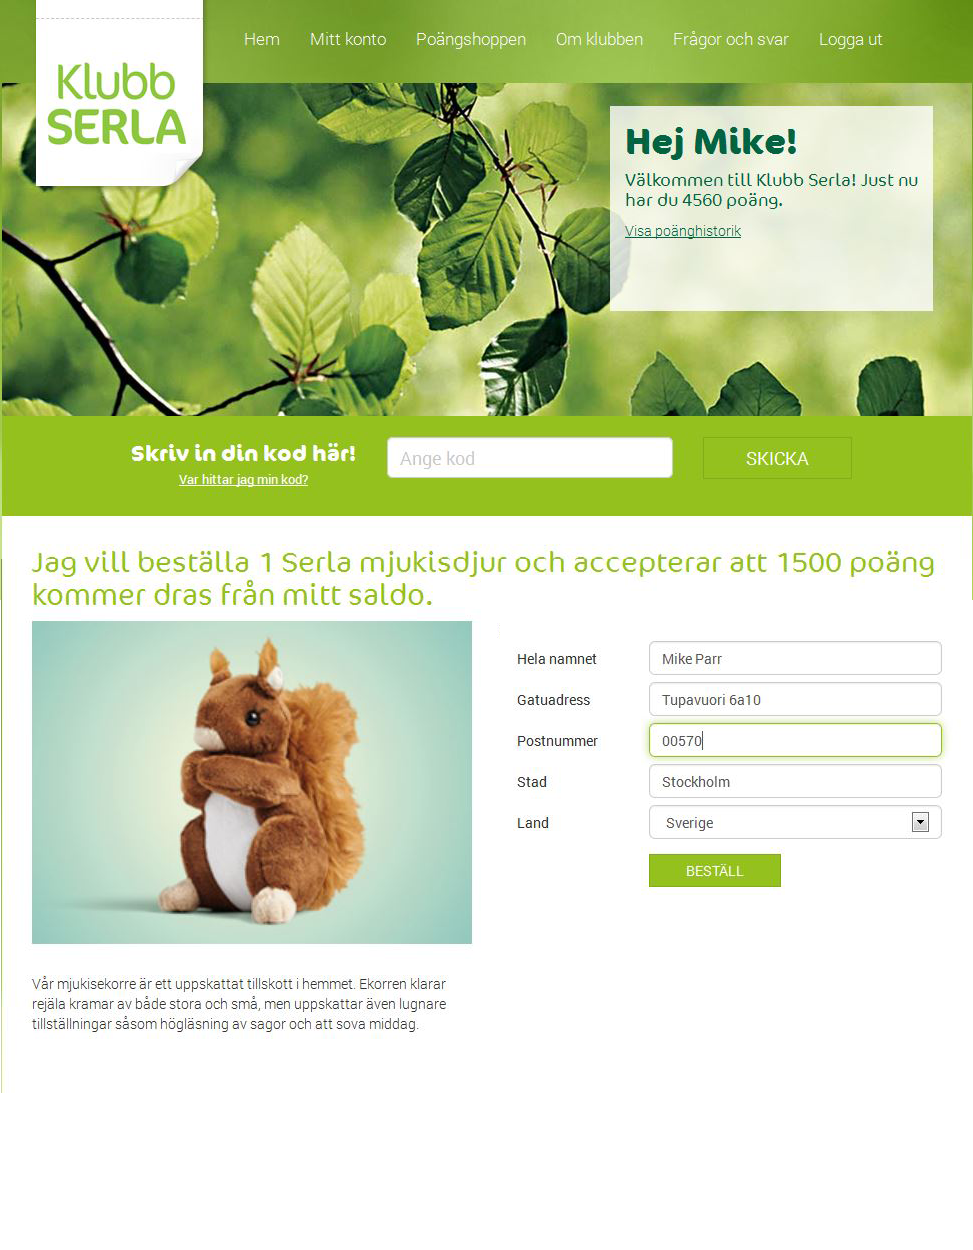 Hem Mitt konto Poängshoppen Om klubben Frågor och svar Logga ut
Klubb
SERLA
Hej Mike!
Välkommen till Klubb Serla! Just nu
har du 4560 poäng.
Visa poänghistorik
Skriv in din kod här!
Var hittar jag min kod?
Ange kod
SKICKA
Jag vill beställa 1 Serla mjukisdjur och accepterar att 1500 poäng
kommer dras från mitt saldo.
Hela namnet Mike Parr
Gatuadress Tupavuori 6a10
Postnummer 00570
Stad Stockholm
Land Sverige
BESTÄLL
Vår mjukisekorre är ett uppskattat tillskott i hemmet. Ekorren klarar
rejäla kramar av både stora och små, men uppskattar även lugnare
tillställningar såsom högläsning av sagor och att sova middag.